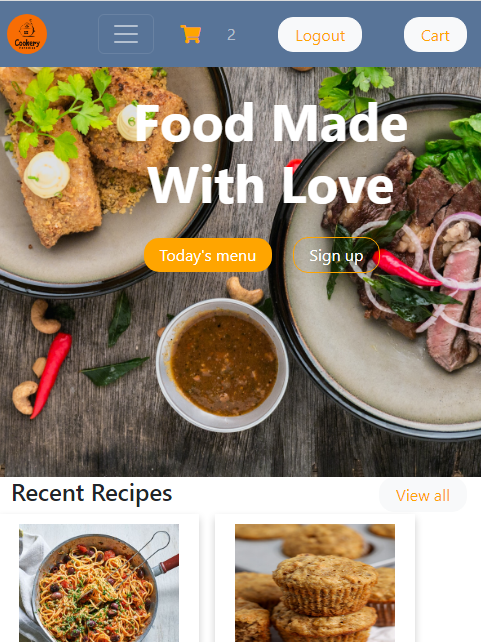 Cookery
2
Logout
Cart
Food Made
With Love
Today's menu
Sign up
Recent Recipes
View all